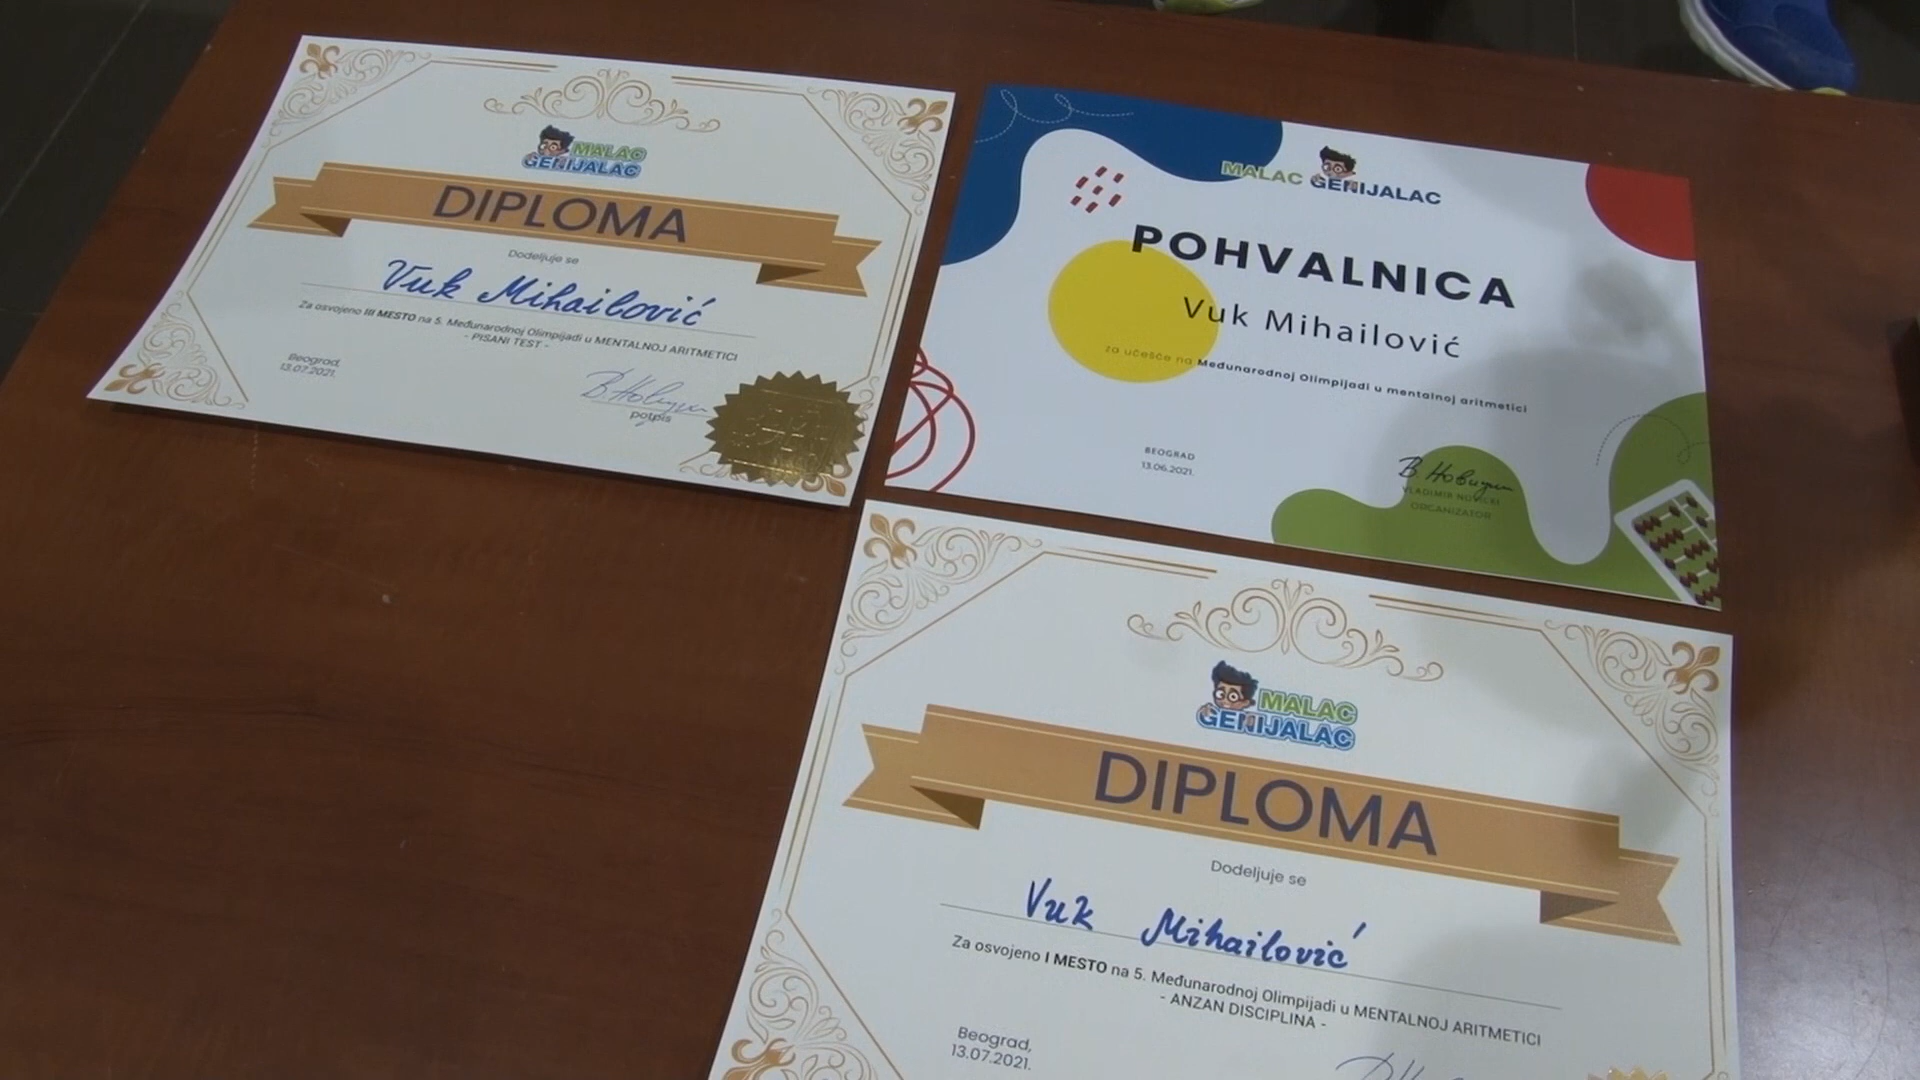 MALAC
GENIJALAC
DIPLOMA
Dodeljuje se
Vuk Mihailović
Za osvojeno III MESTO na 5. Međunarodnoj Olimpijadi u MENTALNOJ ARITMETICI
- PISANI TEST -
Beograd,
13.07.2021.
potpis
MALAC GENIJALAC
POHVALNICA
Vuk Mihailović
za učešće na Međunarodnoj Olimpijadi u mentalnoj aritmetici
BEOGRAD
13.06.2021.
VLADIMIR NOVICKI
ORGANIZATOR
MALAC
GENIJALAC
DIPLOMA
Dodeljuje se
Vuk Mihailović
Za osvojeno I MESTO na 5. Međunarodnoj Olimpijadi u MENTALNOJ ARITMETICI
- ANZAN DISCIPLINA -
Beograd,
13.07.2021.